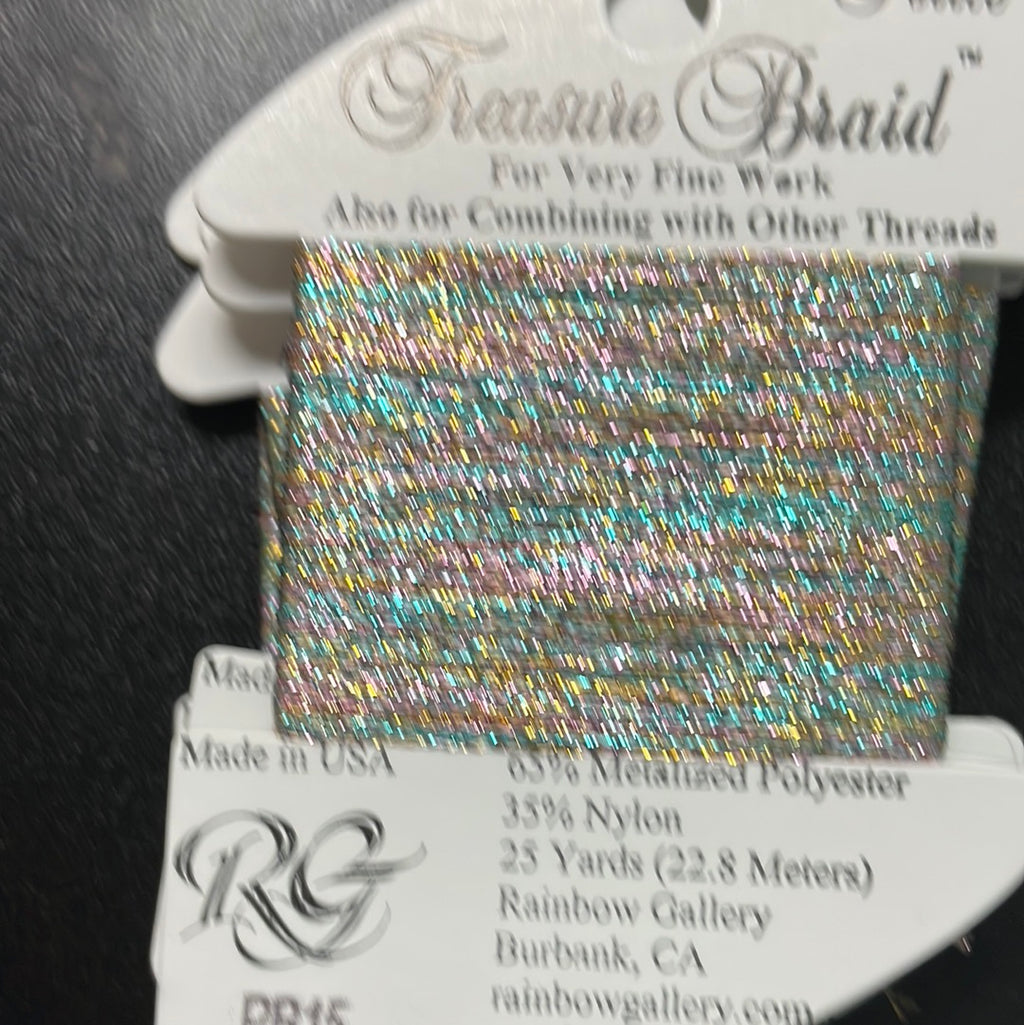 Treasure Braid™
For Very Fine Work
Also for Combining with Other Threads
Made in USA
RG
65% Metalized Polyester
35% Nylon
25 Yards (22.8 Meters)
Rainbow Gallery
Burbank, CA
rainbowgallery.com